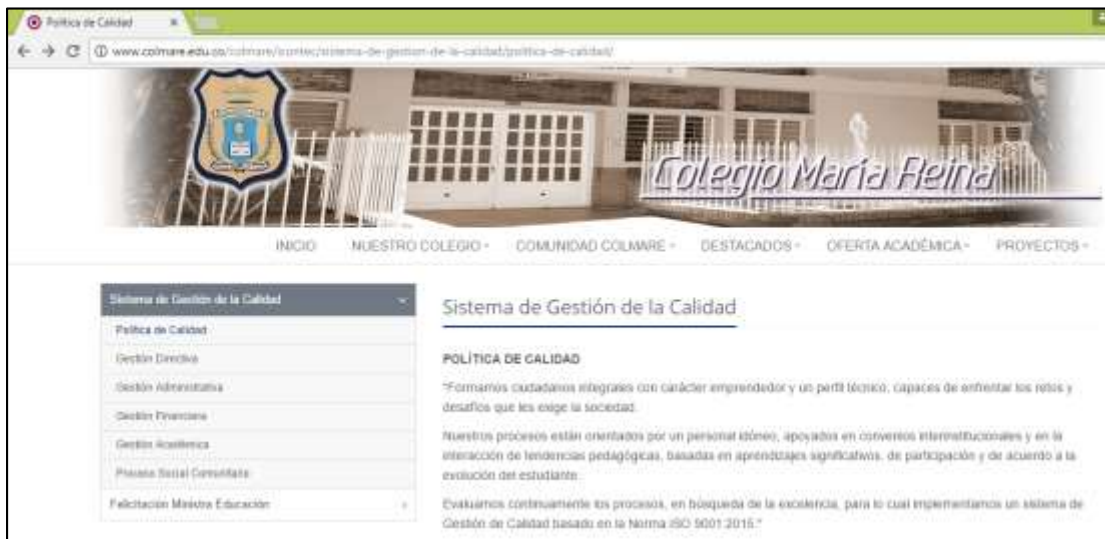 Política de Calidad
www.colmare.edu.co/colmare/icontec/sistema-de-gestion-de-la-calidad/politica-de-calidad/
Colegio María Reina
INICIO NUESTRO COLEGIO COMUNIDAD COLMARE DESTACADOS OFERTA ACADÉMICA PROYECTOS
Sistema de Gestión de la Calidad
Política de Calidad
Gestión Directiva
Gestión Administrativa
Gestión Financiera
Gestión Académica
Proceso Social Comunitario
Felicitación Ministra Educación
Sistema de Gestión de la Calidad
POLÍTICA DE CALIDAD
"Formamos ciudadanos integrales con carácter emprendedor y un perfil técnico, capaces de enfrentar los retos y
desafíos que les exige la sociedad.
Nuestros procesos están orientados por un personal idóneo, apoyados en convenios interinstitucionales y en la
interacción de tendencias pedagógicas, basadas en aprendizajes significativos, de participación y de acuerdo a la
evolución del estudiante.
Evaluamos continuamente los procesos, en búsqueda de la excelencia, para lo cual implementamos un sistema de
Gestión de Calidad basado en la Norma ISO 9001:2015."